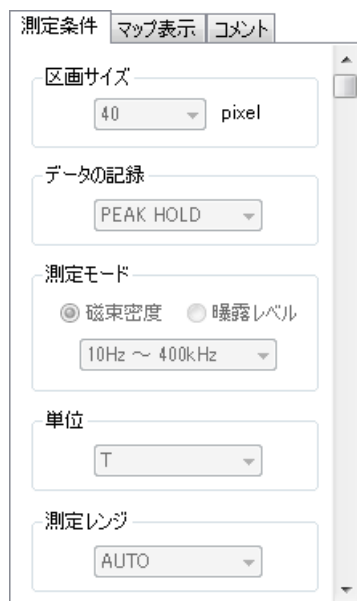 測定条件 マップ表示 コメント
区画サイズ
40 pixel
データの記録
PEAK HOLD
測定モード
磁束密度 曝露レベル
10Hz ～ 400kHz
単位
T
測定レンジ
AUTO